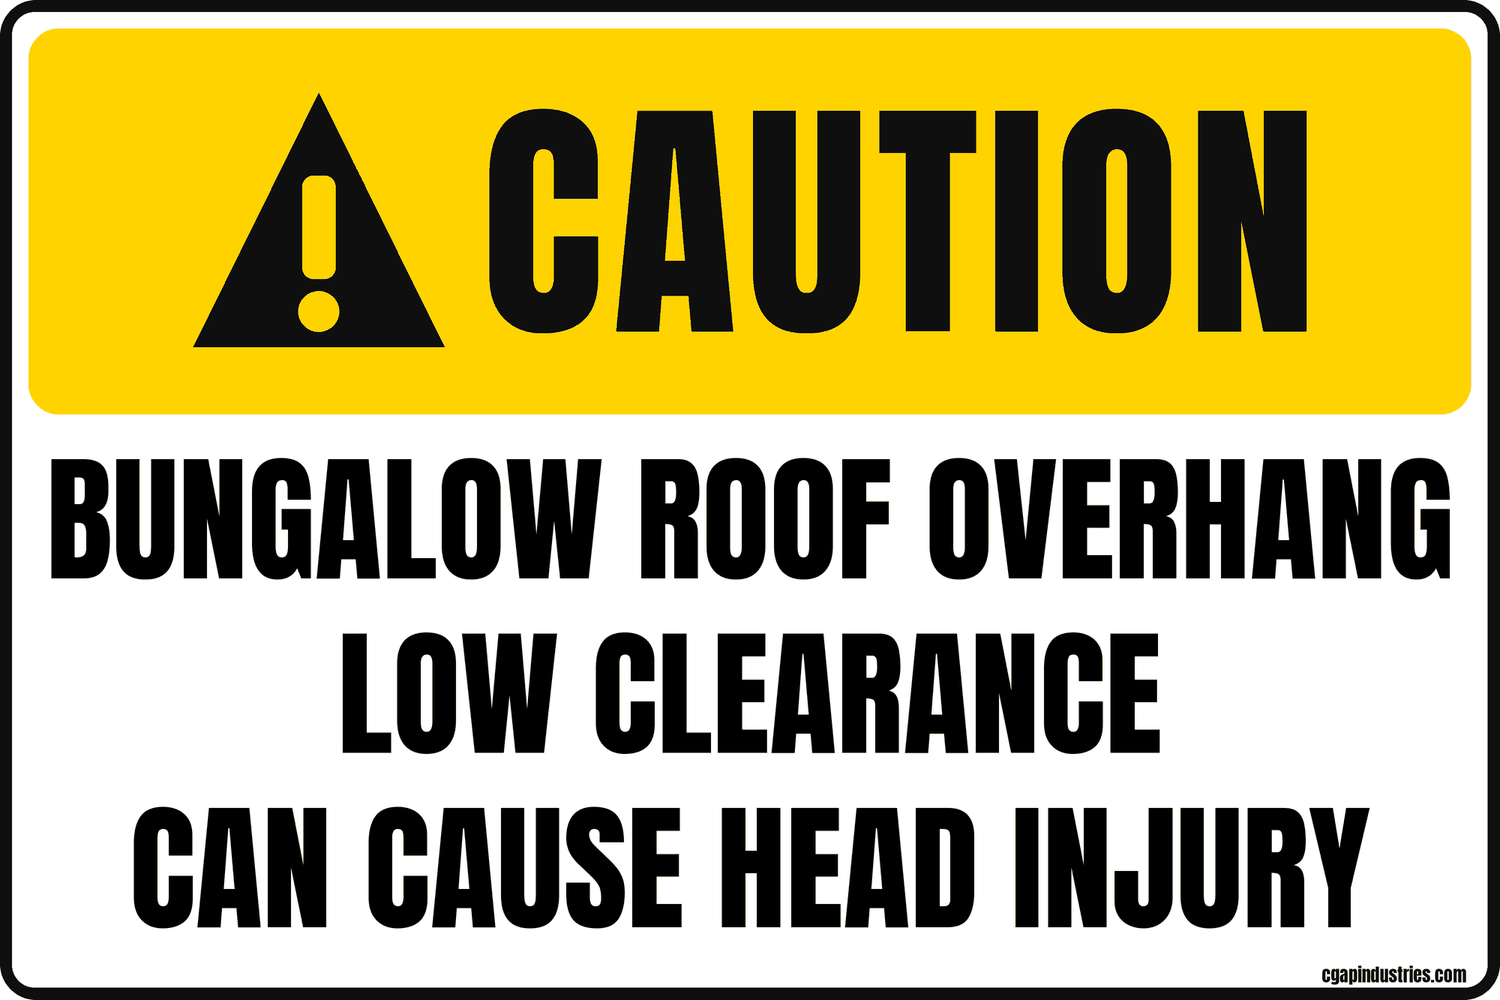 CAUTION
BUNGALOW ROOF OVERHANG
LOW CLEARANCE
CAN CAUSE HEAD INJURY
cgapindustries.com